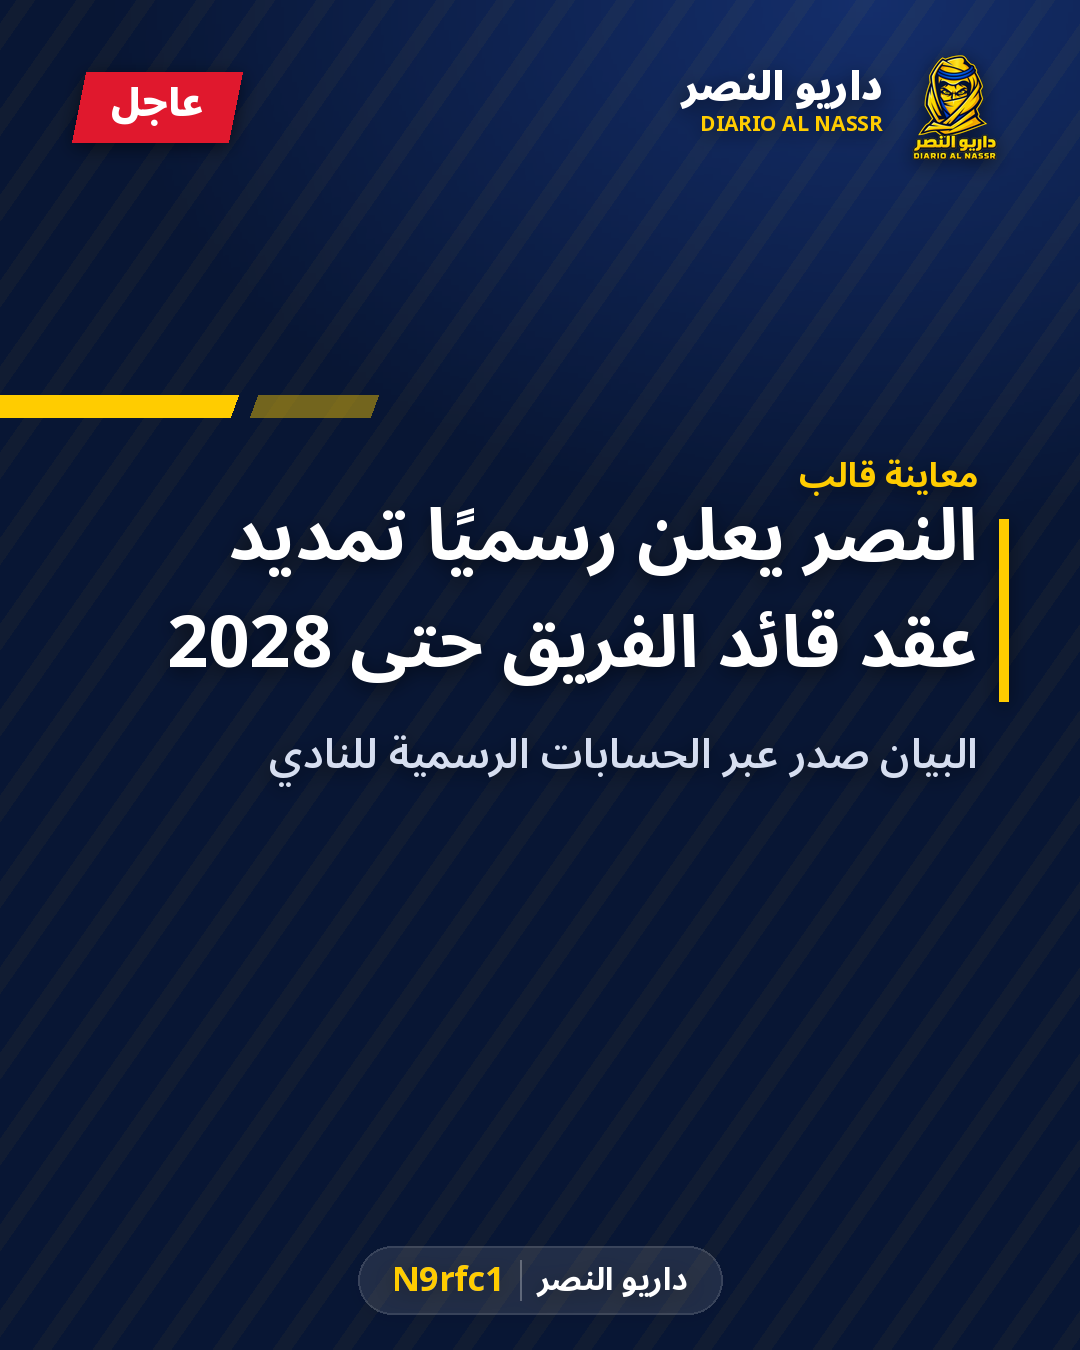 داريو النصر
DIARIO AL NASSR
داريو النصر
DIARIO AL NASSR
عاجل
معاينة قالب
النصر يعلن رسميًا تمديد
عقد قائد الفريق حتى 2028
البيان صدر عبر الحسابات الرسمية للنادي
داريو النصر | N9rfc1